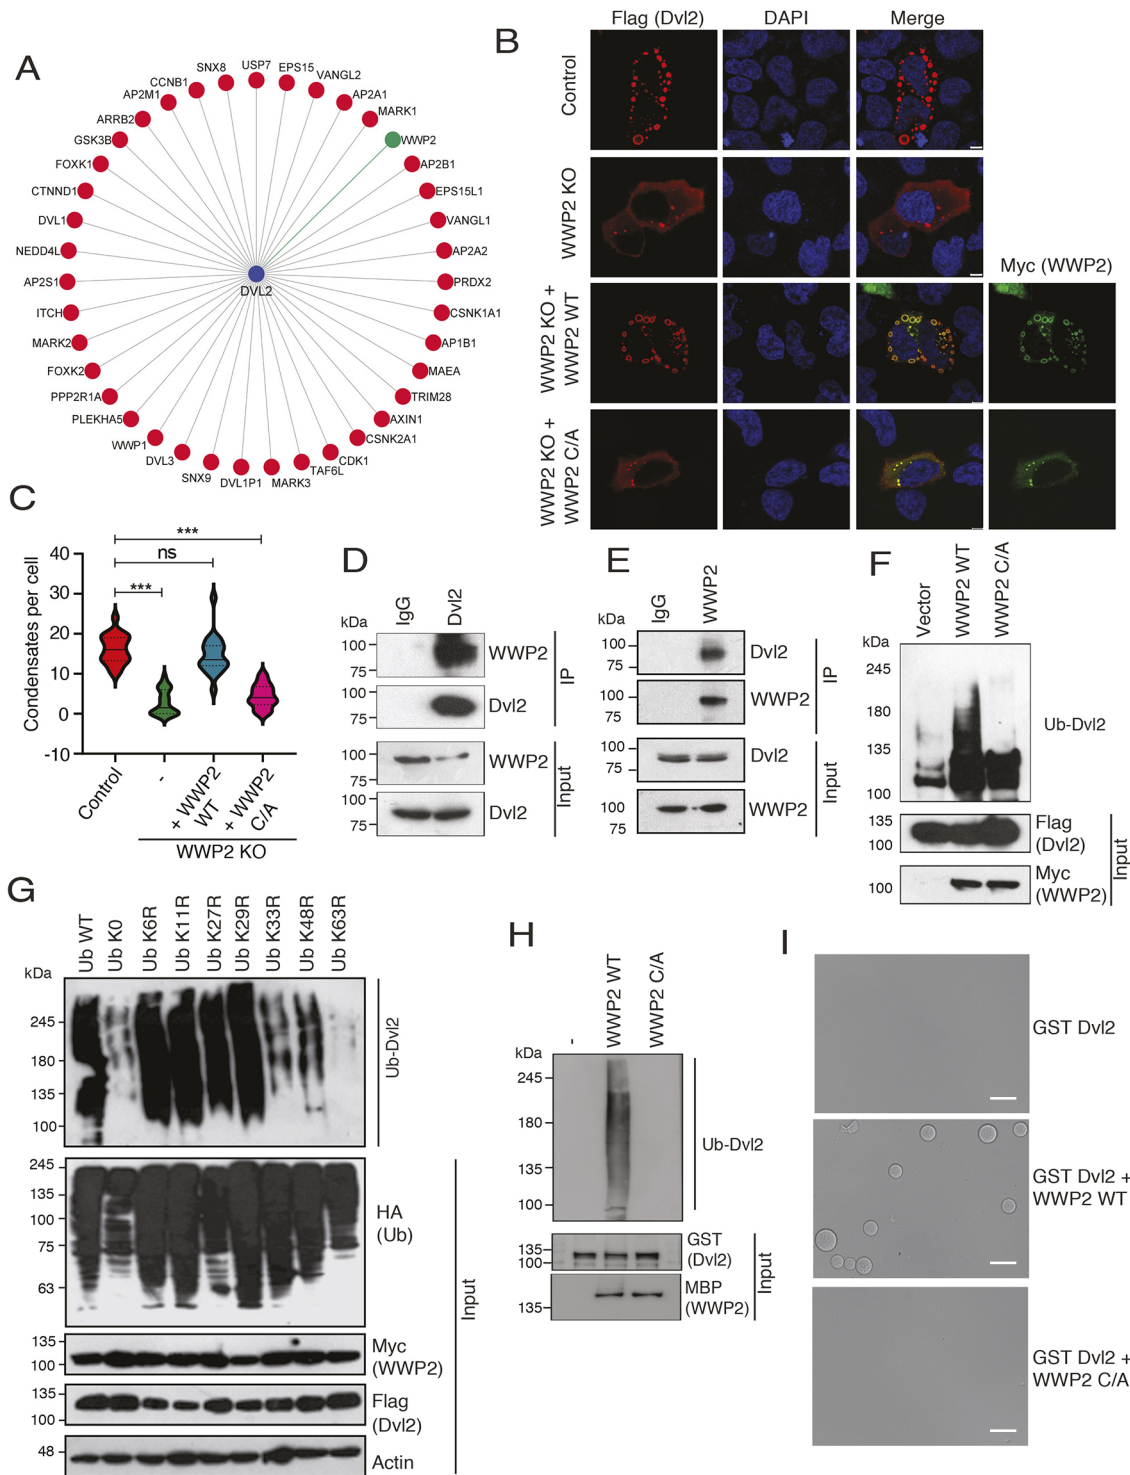 A
USP7
EPS15
VANGL2
AP2A1
MARK1
WWP2
AP2B1
EPS15L1
VANGL1
AP2A2
PRDX2
CSNK1A1
AP1B1
MAEA
TRIM28
AXIN1
CSNK2A1
CDK1
TAF6L
MARK3
DVL1P1
SNX9
DVL3
WWP1
PLEKHA5
PPP2R1A
FOXK2
MARK2
ITCH
AP2S1
NEDD4L
DVL1
CTNND1
FOXK1
GSK3B
ARRB2
AP2M1
CCNB1
SNX8
DVL2
B
Flag (Dvl2)
DAPI
Merge
Control
WWP2 KO
Myc (WWP2)
WWP2 KO +
WWP2 WT
WWP2 KO +
WWP2 C/A
C
Condensates per cell
40
30
20
10
0
-10
***
ns
***
Control
-
+ WWP2
WT
+ WWP2
C/A
WWP2 KO
D
IgG
Dvl2
kDa
100
75
WWP2
75
Dvl2
IP
100
75
WWP2
100
75
Dvl2
Input
E
IgG
WWP2
kDa
100
75
Dvl2
100
75
WWP2
IP
100
75
Dvl2
100
75
WWP2
Input
F
Vector
WWP2 WT
WWP2 C/A
kDa
245
180
135
100
Ub-Dvl2
135
100
Flag
(Dvl2)
100
Myc
(WWP2)
Input
G
Ub WT
Ub K0
Ub K6R
Ub K11R
Ub K27R
Ub K29R
Ub K33R
Ub K48R
Ub K63R
kDa
245
180
135
100
Ub-Dvl2
245
135
100
75
63
HA
(Ub)
135
100
Myc
(WWP2)
135
100
Flag
(Dvl2)
48
Actin
Input
H
-
WWP2 WT
WWP2 C/A
kDa
245
180
135
100
Ub-Dvl2
135
100
GST
(Dvl2)
135
MBP
(WWP2)
Input
I
GST Dvl2
GST Dvl2 +
WWP2 WT
GST Dvl2 +
WWP2 C/A